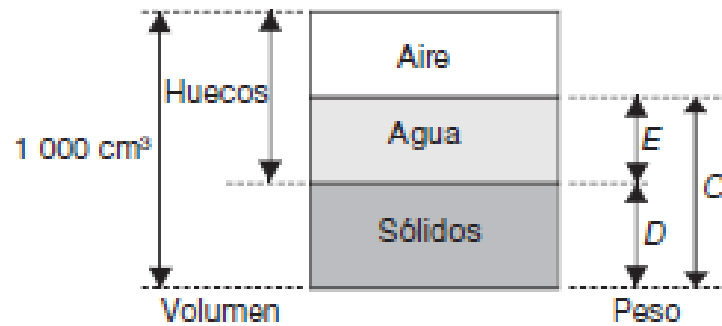 Aire
Huecos
Agua
E
1 000 cm³
C
Sólidos
D
Volumen
Peso